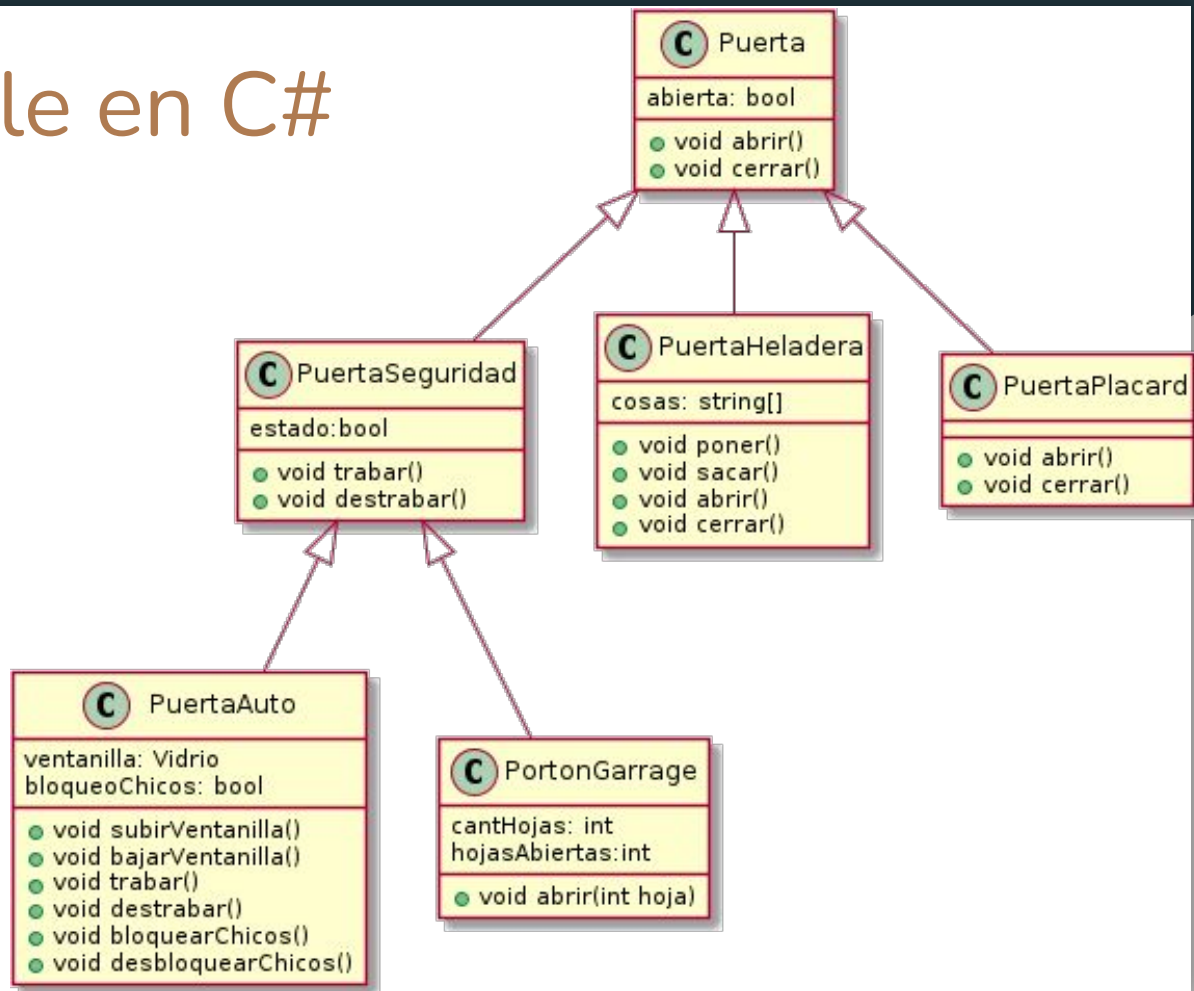 le en C#
C Puerta
abierta: bool
void abrir()
void cerrar()
C PuertaSeguridad
estado:bool
void trabar()
void destrabar()
C PuertaHeladera
cosas: string[]
void poner()
void sacar()
void abrir()
void cerrar()
C PuertaPlacard
void abrir()
void cerrar()
C PuertaAuto
ventanilla: Vidrio
bloqueoChicos: bool
void subirVentanilla()
void bajarVentanilla()
void trabar()
void destrabar()
void bloquearChicos()
void desbloquearChicos()
C PortonGarrage
cantHojas: int
hojasAbiertas:int
void abrir(int hoja)